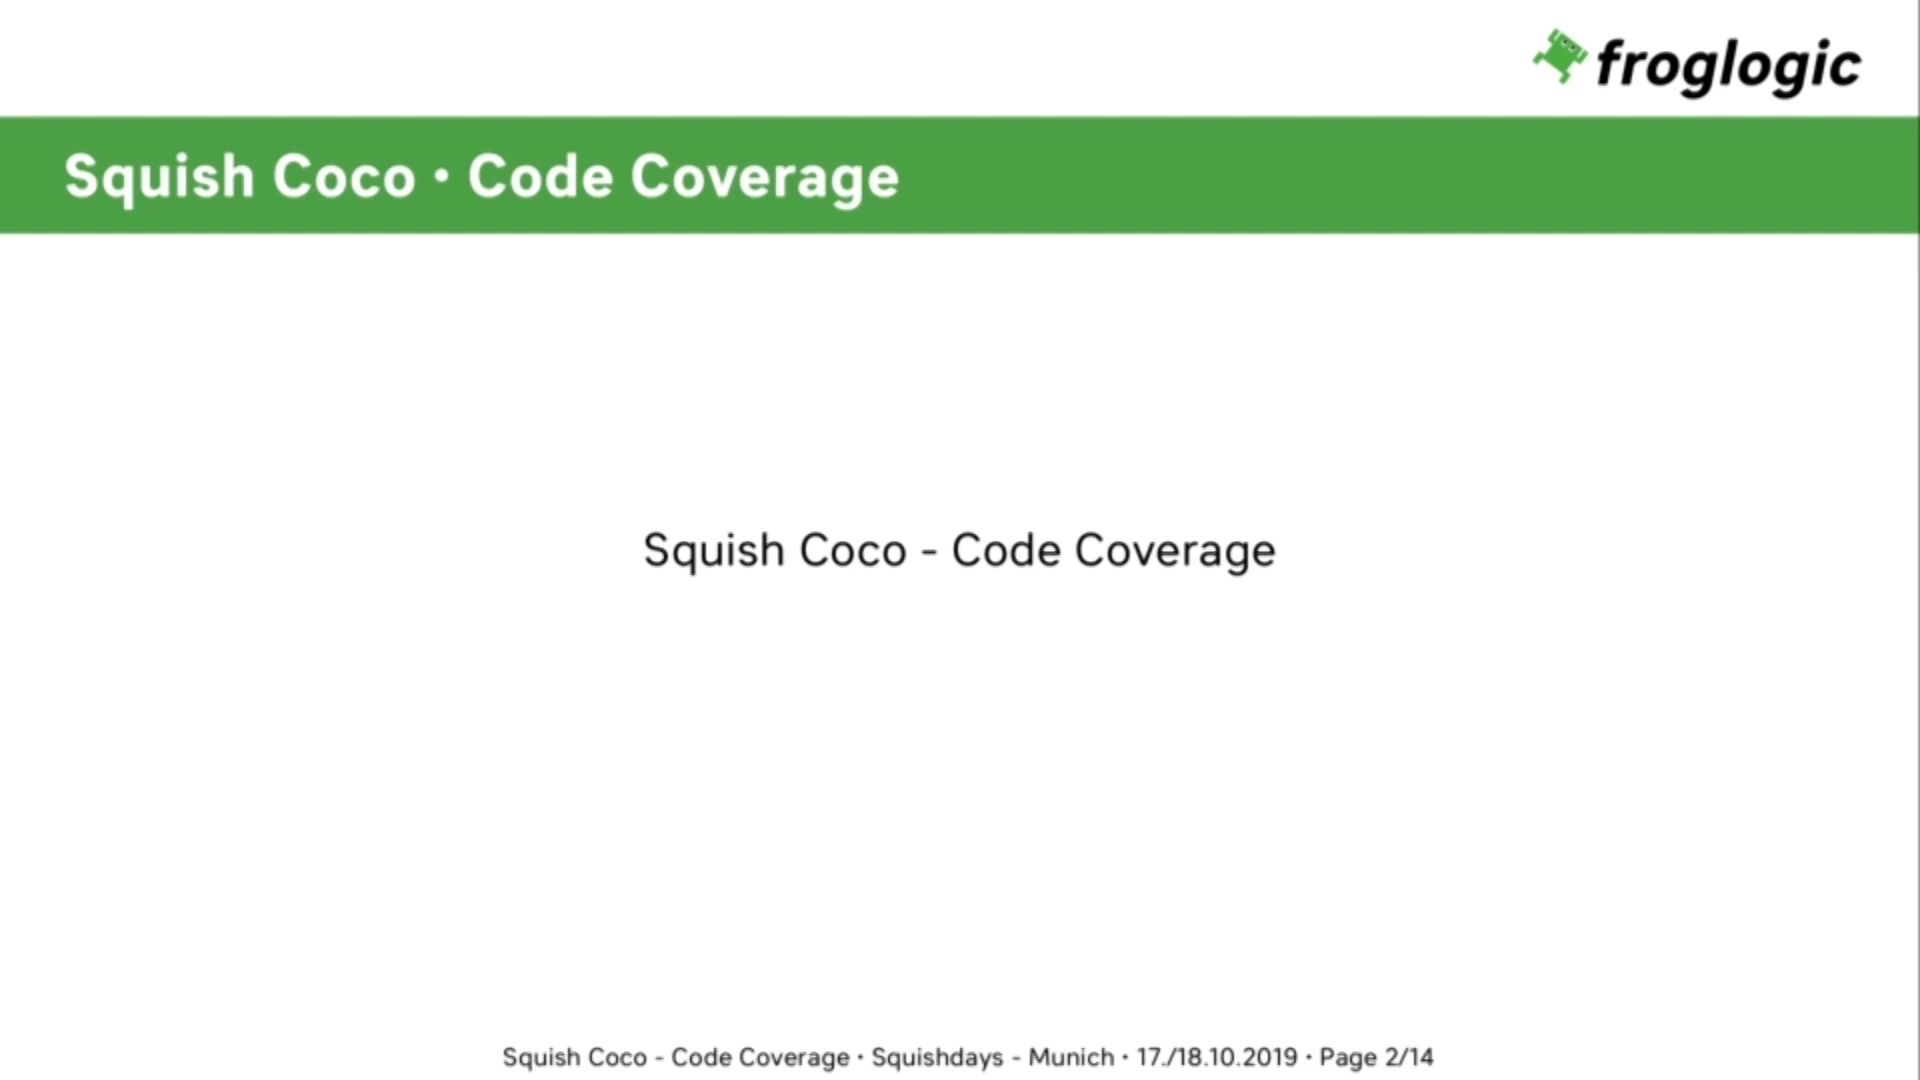 froglogic
Squish Coco • Code Coverage
Squish Coco - Code Coverage
Squish Coco - Code Coverage • Squishdays - Munich • 17./18.10.2019 • Page 2/14